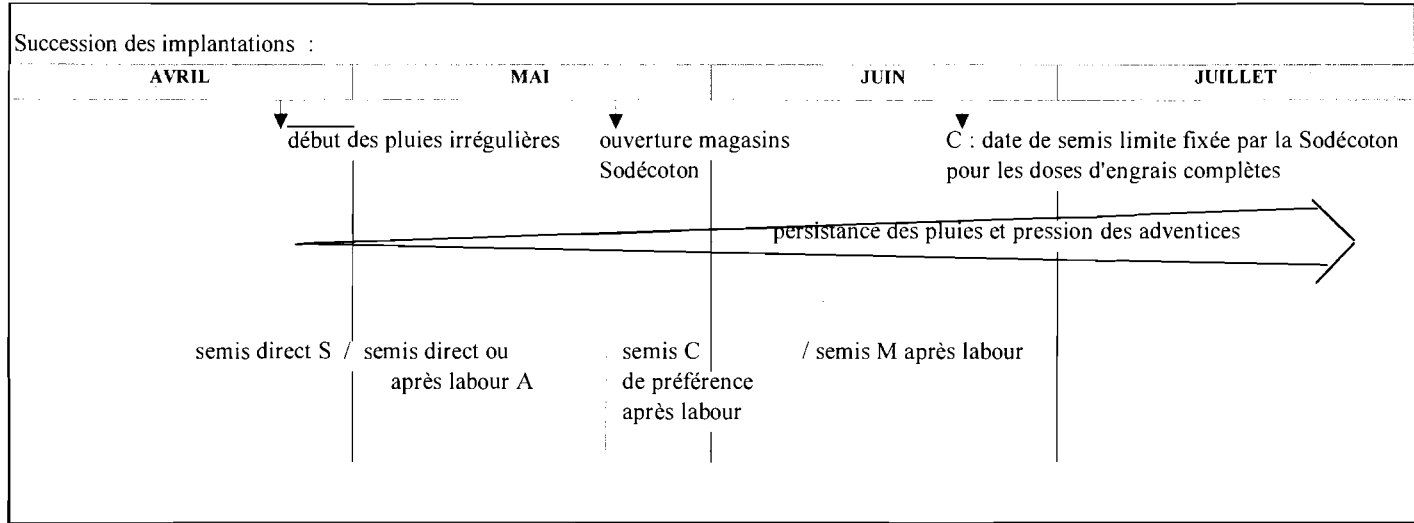 Succession des implantations :
AVRIL MAI JUIN JUILLET
début des pluies irrégulières
ouverture magasins
Sodécoton
C : date de semis limite fixée par la Sodécoton
pour les doses d'engrais complètes
persistance des pluies et pression des adventices
semis direct S / semis direct ou
après labour A
semis C
de préférence
après labour
/ semis M après labour